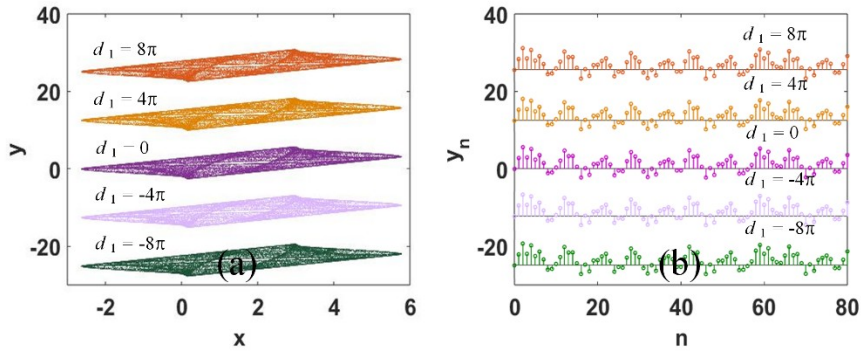 40
20
0
-20
y
d 1 = 8π
d 1 = 4π
d 1 = 0
d 1 = -4π
d 1 = -8π
(a)
-2 0 2 4 6
x
40
20
0
-20
yn
d 1 = 8π
d 1 = 4π
d 1 = 0
d 1 = -4π
d 1 = -8π
(b)
0 20 40 60 80
n